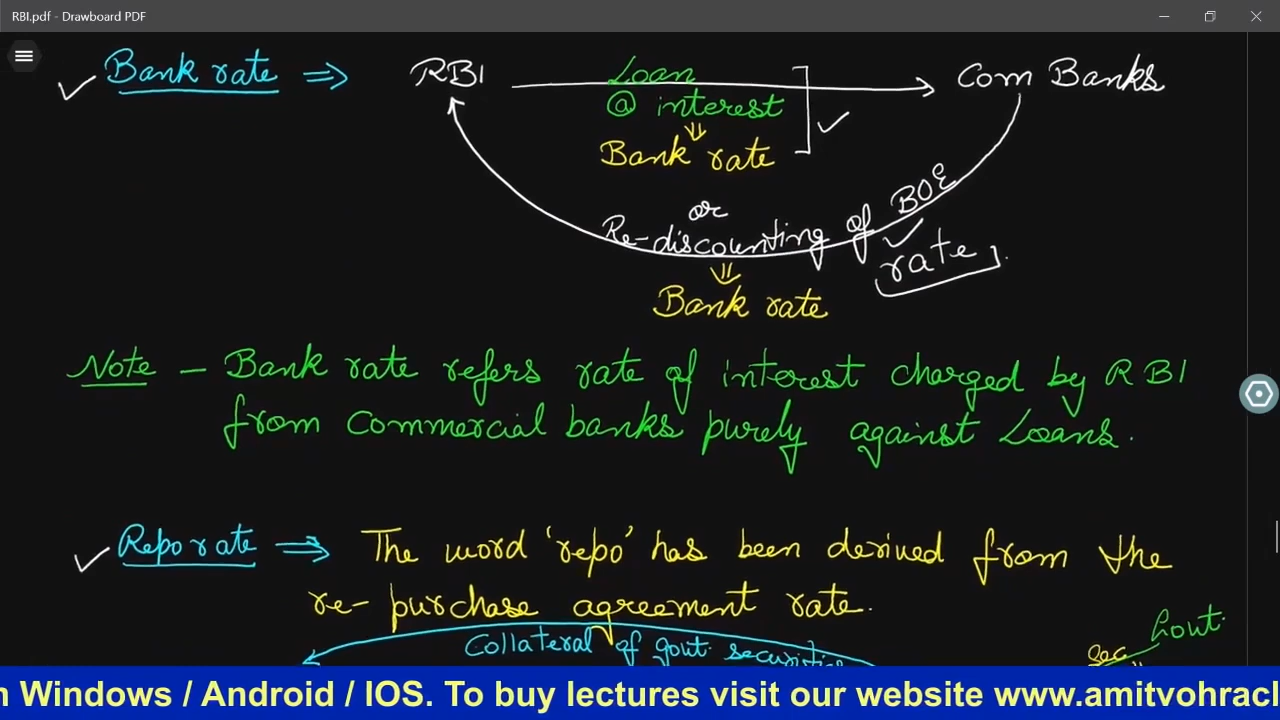 RBI.pdf - Drawboard PDF
Bank rate ⇒ RBI Loan Com Banks
@ interest
Bank rate
or
Re-discounting of BOE
rate
Bank rate
Note - Bank rate refers rate of interest charged by RBI
from Commercial banks purely against Loans.
Repo rate ⇒ The word 'repo' has been derived from the
re-purchase agreement rate.
Collateral of govt. securities
Govt.
Sec
n Windows / Android / IOS. To buy lectures visit our website www.amitvohracl